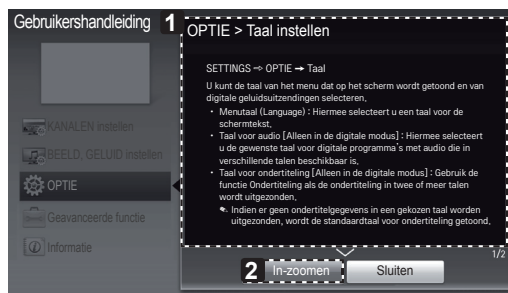 Gebruikershandleiding
1
OPTIE > Taal instellen
SETTINGS ⇨ OPTIE ➞ Taal
U kunt de taal van het menu dat op het scherm wordt getoond en van
digitale geluidsuitzendingen selecteren.
• Menutaal (Language) : Hiermee selecteert u een taal voor de
schermtekst.
• Taal voor audio [Alleen in de digitale modus] : Hiermee selecteert
u de gewenste taal voor digitale programma's met audio die in
verschillende talen beschikbaar is.
• Taal voor ondertiteling [Alleen in de digitale modus] : Gebruik de
functie Ondertiteling als de ondertiteling in twee of meer talen
wordt uitgezonden.
✎ Indien er geen ondertitelgegevens in een gekozen taal worden
uitgezonden, wordt de standaardtaal voor ondertiteling getoond.
KANALEN instellen
BEELD, GELUID instellen
OPTIE
Geavanceerde functie
Informatie
1/2
2
In-zoomen
Sluiten